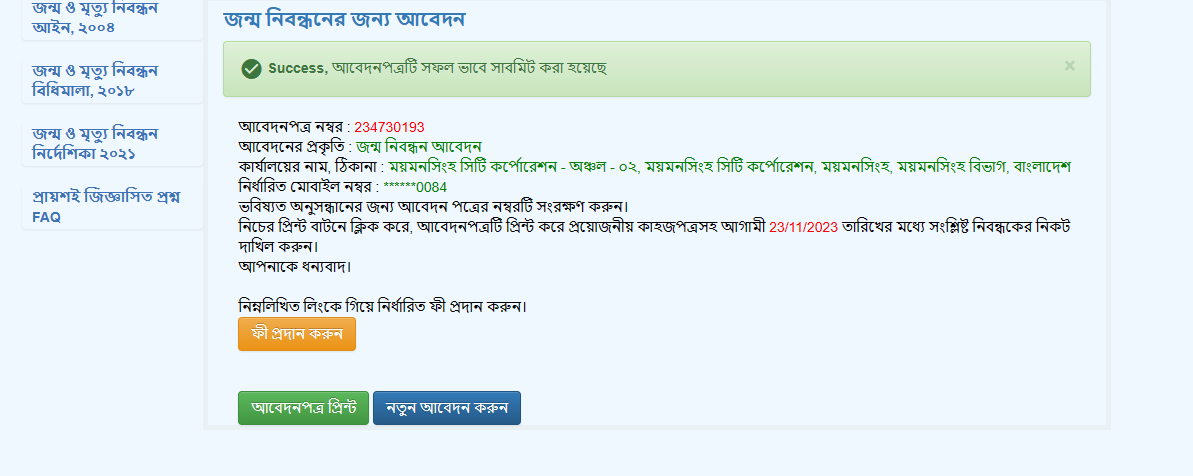 জন্ম ও মৃত্যু নিবন্ধন
আইন, ২০০৪
জন্ম ও মৃত্যু নিবন্ধন
বিধিমালা, ২০১৮
জন্ম ও মৃত্যু নিবন্ধন
নির্দেশিকা ২০২১
প্রায়শই জিজ্ঞাসিত প্রশ্ন
FAQ
জন্ম নিবন্ধনের জন্য আবেদন
Success, আবেদনপত্রটি সফল ভাবে সাবমিট করা হয়েছে ×
আবেদনপত্র নম্বর : 234730193
আবেদনের প্রকৃতি : জন্ম নিবন্ধন আবেদন
কার্যালয়ের নাম, ঠিকানা : ময়মনসিংহ সিটি কর্পোরেশন - অঞ্চল - ০২, ময়মনসিংহ সিটি কর্পোরেশন, ময়মনসিংহ, ময়মনসিংহ বিভাগ, বাংলাদেশ
নির্ধারিত মোবাইল নম্বর : ******0084
ভবিষ্যত অনুসন্ধানের জন্য আবেদন পত্রের নম্বরটি সংরক্ষণ করুন।
নিচের প্রিন্ট বাটনে ক্লিক করে, আবেদনপত্রটি প্রিন্ট করে প্রয়োজনীয় কাহজপত্রসহ আগামী 23/11/2023 তারিখের মধ্যে সংশ্লিষ্ট নিবন্ধকের নিকট
দাখিল করুন।
আপনাকে ধন্যবাদ।
নিম্নলিখিত লিংকে গিয়ে নির্ধারিত ফী প্রদান করুন।
ফী প্রদান করুন
আবেদনপত্র প্রিন্ট নতুন আবেদন করুন